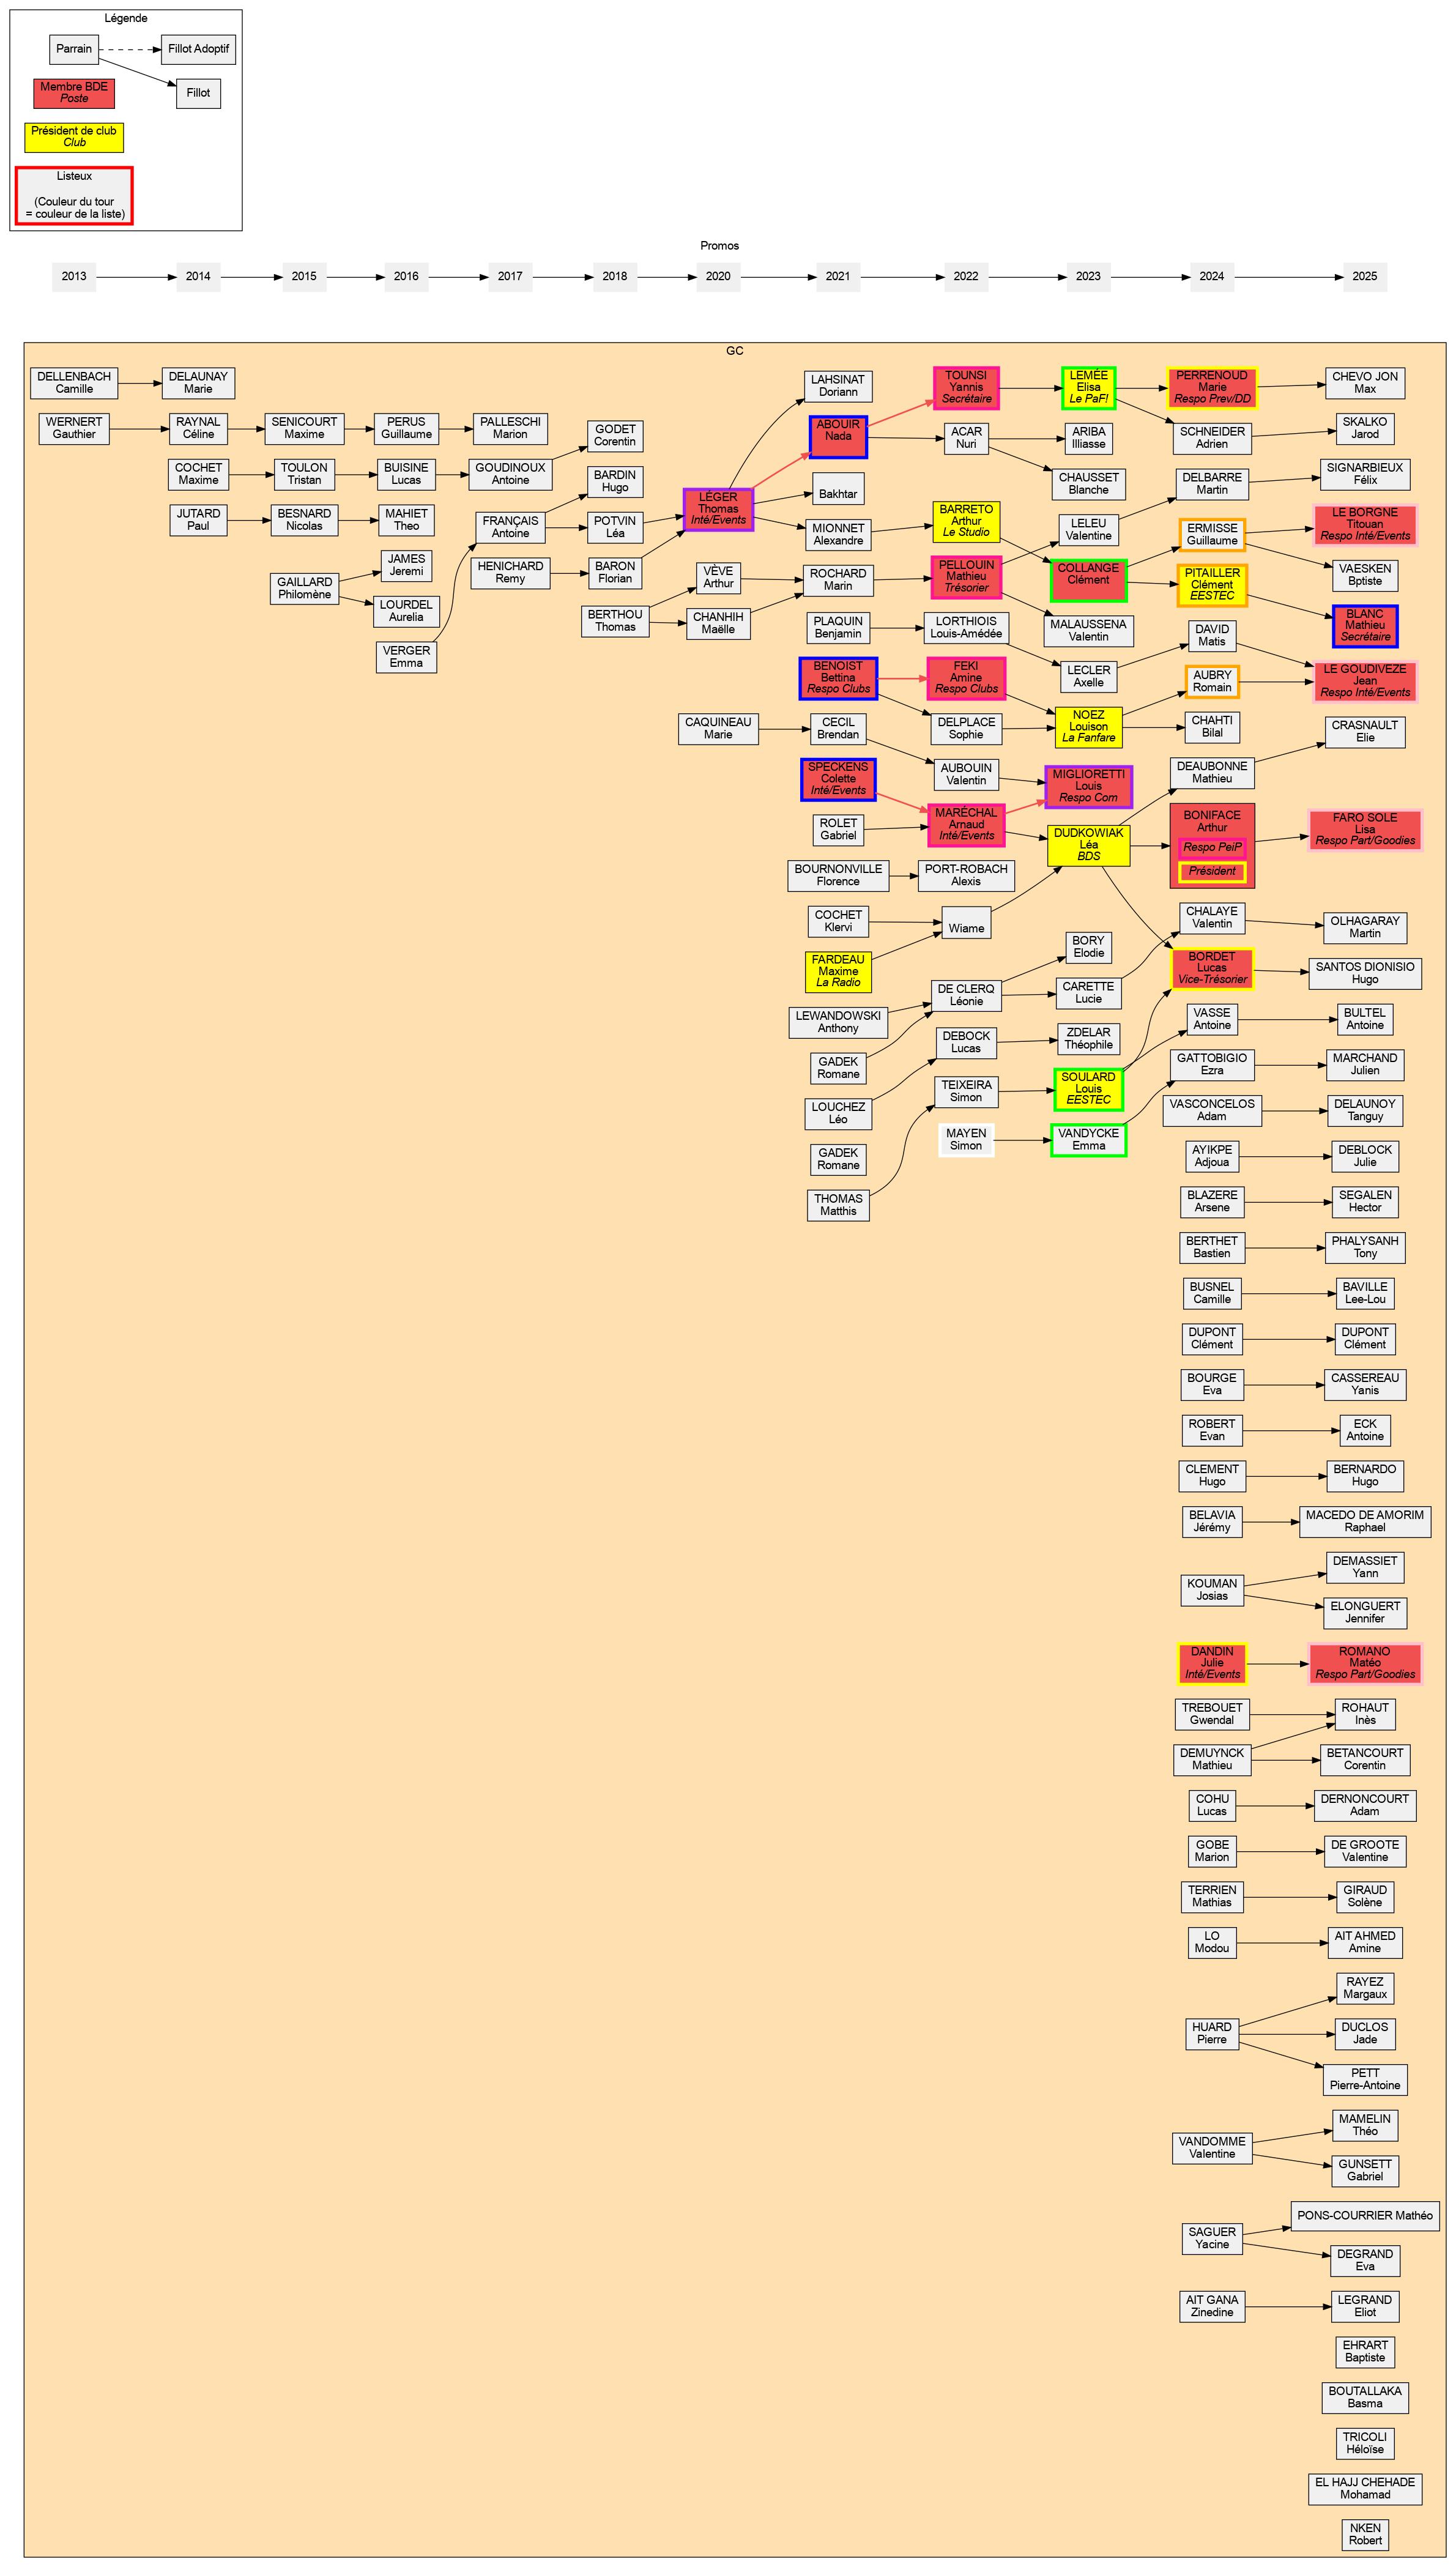 Légende
Parrain
Fillot Adoptif
Fillot
Membre BDE
Poste
Président de club
Club
Listeux
(Couleur du tour
= couleur de la liste)
Promos
2013
2014
2015
2016
2017
2018
2020
2021
2022
2023
2024
2025
GC
DELLENBACH
Camille
WERNERT
Gauthier
DELAUNAY
Marie
RAYNAL
Céline
COCHET
Maxime
JUTARD
Paul
SENICOURT
Maxime
TOULON
Tristan
BESNARD
Nicolas
GAILLARD
Philomène
PERUS
Guillaume
BUISINE
Lucas
MAHIET
Theo
JAMES
Jeremi
LOURDEL
Aurelia
VERGER
Emma
PALLESCHI
Marion
GOUDINOUX
Antoine
FRANÇAIS
Antoine
HENICHARD
Remy
GODET
Corentin
BARDIN
Hugo
POTVIN
Léa
BARON
Florian
BERTHOU
Thomas
LÉGER
Thomas
Inté/Events
VÈVE
Arthur
CHANHIH
Maëlle
CAQUINEAU
Marie
LAHSINAT
Doriann
ABOUIR
Nada
Bakhtar
MIONNET
Alexandre
ROCHARD
Marin
PLAQUIN
Benjamin
BENOIST
Bettina
Respo Clubs
CECIL
Brendan
SPECKENS
Colette
Inté/Events
ROLET
Gabriel
BOURNONVILLE
Florence
COCHET
Klervi
FARDEAU
Maxime
La Radio
LEWANDOWSKI
Anthony
GADEK
Romane
LOUCHEZ
Léo
GADEK
Romane
THOMAS
Matthis
TOUNSI
Yannis
Secrétaire
ACAR
Nuri
BARRETO
Arthur
Le Studio
PELLOUIN
Mathieu
Trésorier
LORTHIOIS
Louis-Amédée
FEKI
Amine
Respo Clubs
DELPLACE
Sophie
AUBOUIN
Valentin
MARÉCHAL
Arnaud
Inté/Events
PORT-ROBACH
Alexis
Wiame
DE CLERQ
Léonie
DEBOCK
Lucas
TEIXEIRA
Simon
MAYEN
Simon
LEMÉE
Elisa
Le PaF!
ARIBA
Illiasse
CHAUSSET
Blanche
LELEU
Valentine
COLLANGE
Clément
MALAUSSENA
Valentin
LECLER
Axelle
NOEZ
Louison
La Fanfare
MIGLIORETTI
Louis
Respo Com
DUDKOWIAK
Léa
BDS
BORY
Elodie
CARETTE
Lucie
ZDELAR
Théophile
SOULARD
Louis
EESTEC
VANDYCKE
Emma
PERRENOUD
Marie
Respo Prev/DD
SCHNEIDER
Adrien
DELBARRE
Martin
ERMISSE
Guillaume
PITAILLER
Clément
EESTEC
DAVID
Matis
AUBRY
Romain
CHAHTI
Bilal
DEAUBONNE
Mathieu
BONIFACE
Arthur
Respo PeiP
Président
CHALAYE
Valentin
BORDET
Lucas
Vice-Trésorier
VASSE
Antoine
GATTOBIGIO
Ezra
VASCONCELOS
Adam
AYIKPE
Adjoua
BLAZERE
Arsene
BERTHET
Bastien
BUSNEL
Camille
DUPONT
Clément
BOURGE
Eva
ROBERT
Evan
CLEMENT
Hugo
BELAVIA
Jérémy
KOUMAN
Josias
DANDIN
Julie
Inté/Events
TREBOUET
Gwendal
DEMUYNCK
Mathieu
COHU
Lucas
GOBE
Marion
TERRIEN
Mathias
LO
Modou
HUARD
Pierre
VANDOMME
Valentine
SAGUER
Yacine
AIT GANA
Zinedine
CHEVO JON
Max
SKALKO
Jarod
SIGNARBIEUX
Félix
LE BORGNE
Titouan
Respo Inté/Events
VAESKEN
Bptiste
BLANC
Mathieu
Secrétaire
LE GOUDIVEZE
Jean
Respo Inté/Events
CRASNAULT
Elie
FARO SOLE
Lisa
Respo Part/Goodies
OLHAGARAY
Martin
SANTOS DIONISIO
Hugo
BULTEL
Antoine
MARCHAND
Julien
DELAUNOY
Tanguy
DEBLOCK
Julie
SEGALEN
Hector
PHALYSANH
Tony
BAVILLE
Lee-Lou
DUPONT
Clément
CASSEREAU
Yanis
ECK
Antoine
BERNARDO
Hugo
MACEDO DE AMORIM
Raphael
DEMASSIET
Yann
ELONGUERT
Jennifer
ROMANO
Matéo
Respo Part/Goodies
ROHAUT
Inès
BETANCOURT
Corentin
DERNONCOURT
Adam
DE GROOTE
Valentine
GIRAUD
Solène
AIT AHMED
Amine
RAYEZ
Margaux
DUCLOS
Jade
PETT
Pierre-Antoine
MAMELIN
Théo
GUNSETT
Gabriel
PONS-COURRIER Mathéo
DEGRAND
Eva
LEGRAND
Eliot
EHRART
Baptiste
BOUTALLAKA
Basma
TRICOLI
Héloïse
EL HAJJ CHEHADE
Mohamad
NKEN
Robert